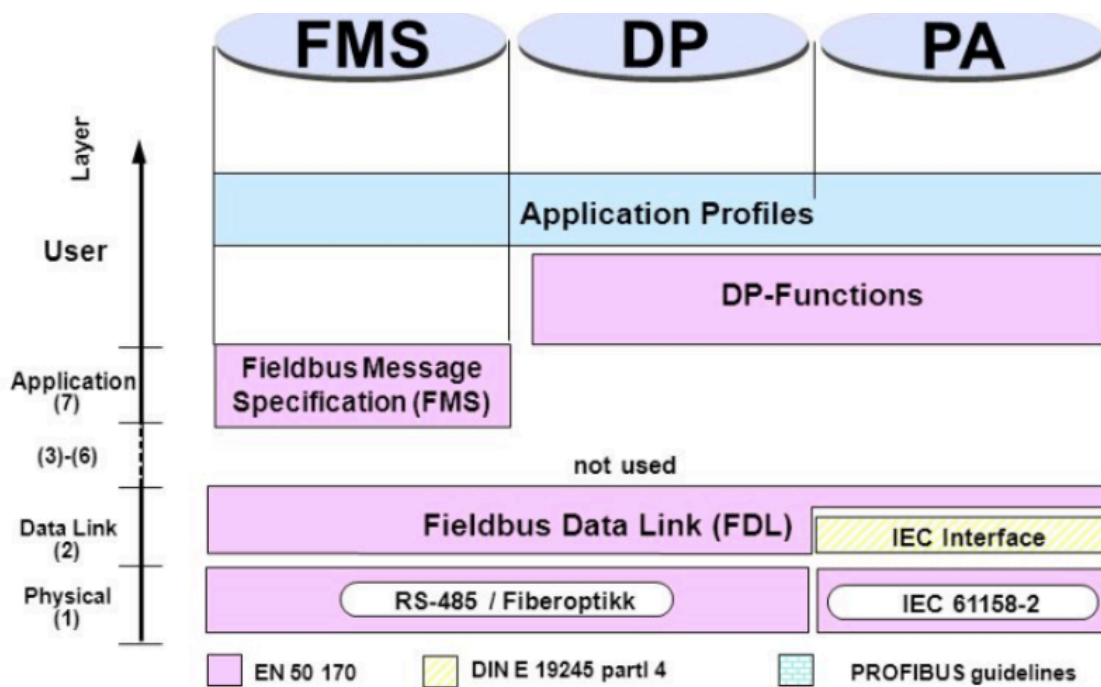 FMS
DP
PA
Layer
User
Application Profiles
DP-Functions
Application
(7)
Fieldbus Message
Specification (FMS)
(3)-(6)
not used
Data Link
(2)
Fieldbus Data Link (FDL)
IEC Interface
Physical
(1)
RS-485 / Fiberoptikk
IEC 61158-2
EN 50 170
DIN E 19245 partI 4
PROFIBUS guidelines